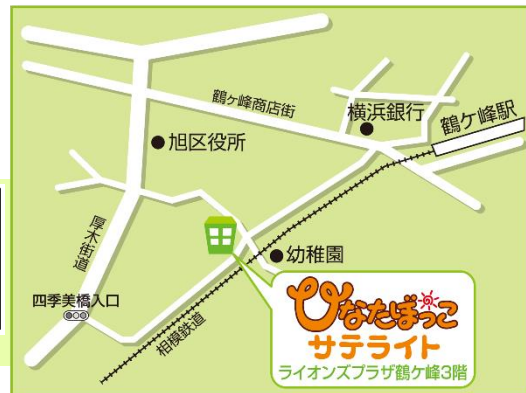 鶴ヶ峰商店街
横浜銀行
鶴ケ峰駅
旭区役所
厚木街道
幼稚園
四季美橋入口
相模鉄道
ひなたぼっこ
サテライト
ライオンズプラザ鶴ケ峰3階